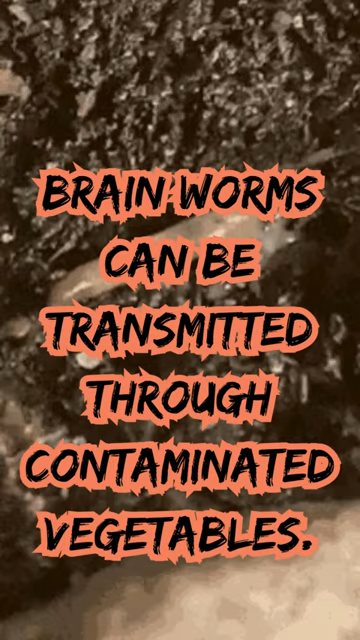 BRAIN WORMS
CAN BE
TRANSMITTED
THROUGH
CONTAMINATED
VEGETABLES.